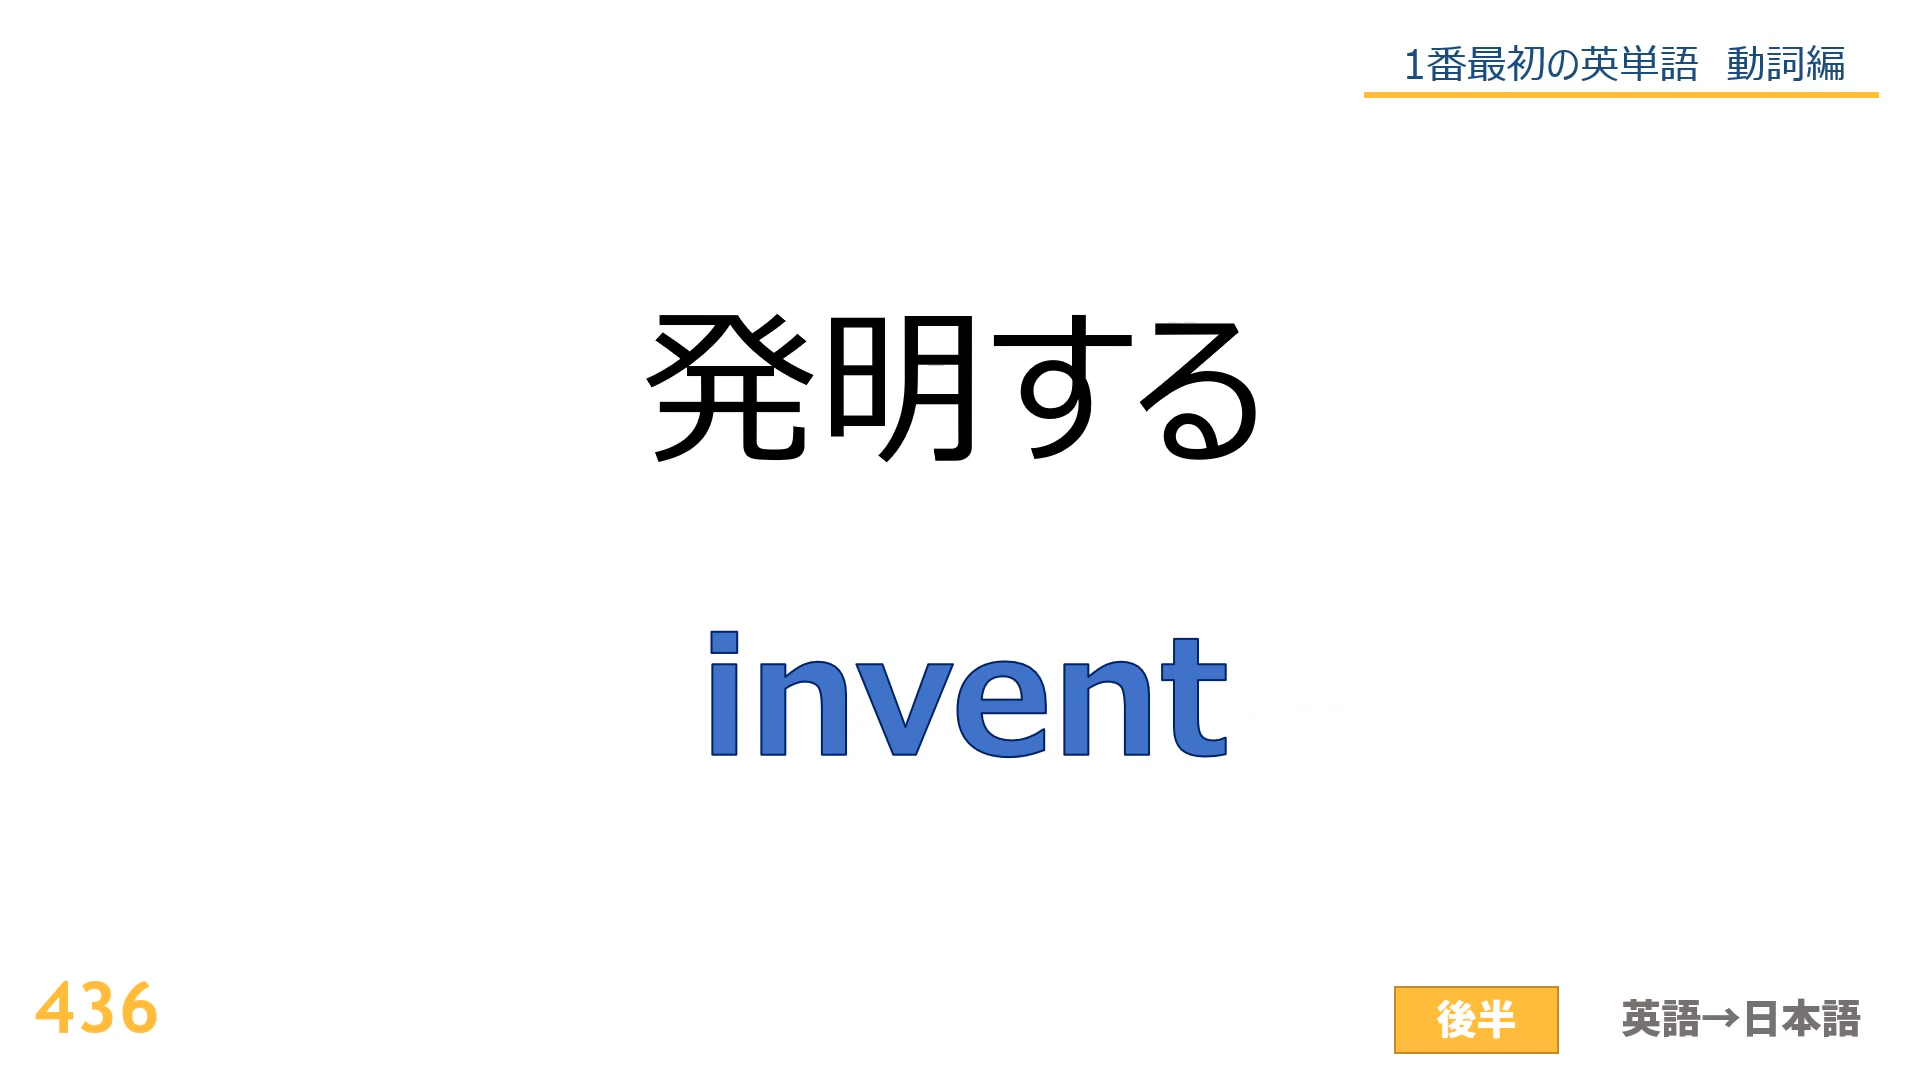 1番最初の英単語　動詞編
発明する
invent
436
後半
英語→日本語